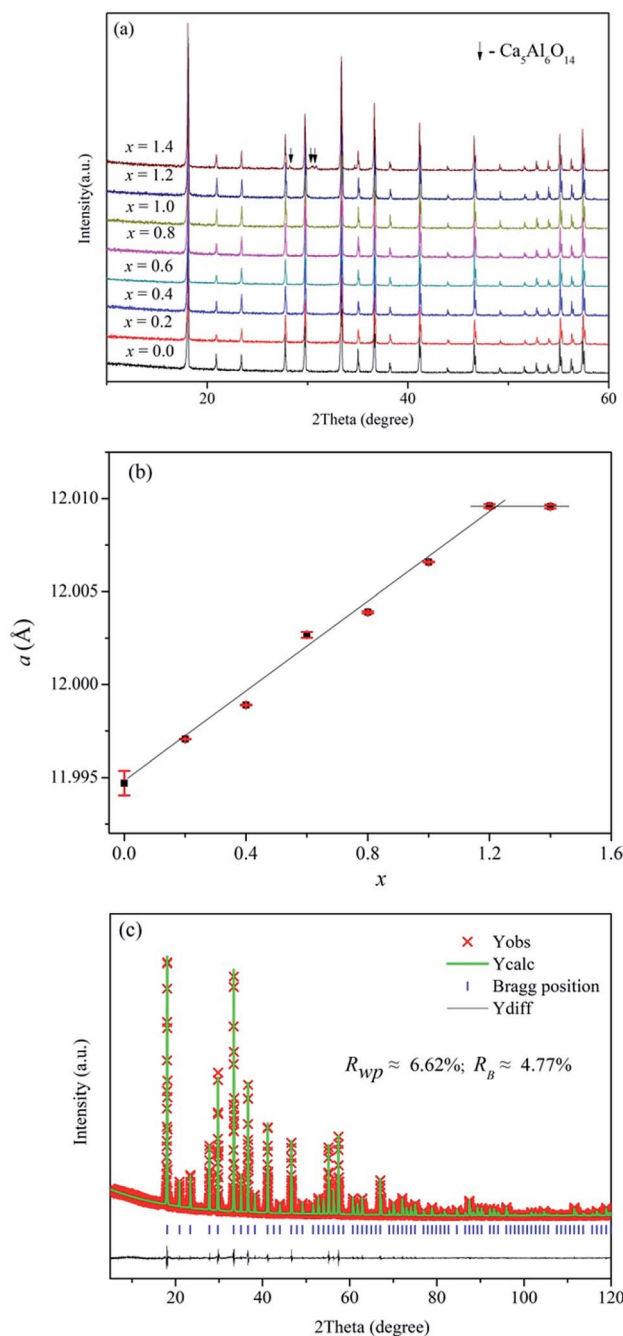 (a)
↓ - Ca₅Al₆O₁₄
Intensity(a.u.)
x = 1.4
x = 1.2
x = 1.0
x = 0.8
x = 0.6
x = 0.4
x = 0.2
x = 0.0
20 40 60
2Theta (degree)
(b)
a (Å)
12.010
12.005
12.000
11.995
0.0 0.4 0.8 1.2 1.6
x
(c)
Yobs
Ycalc
Bragg position
Ydiff
R_wp ≈ 6.62%; R_B ≈ 4.77%
Intensity (a.u.)
20 40 60 80 100 120
2Theta (degree)